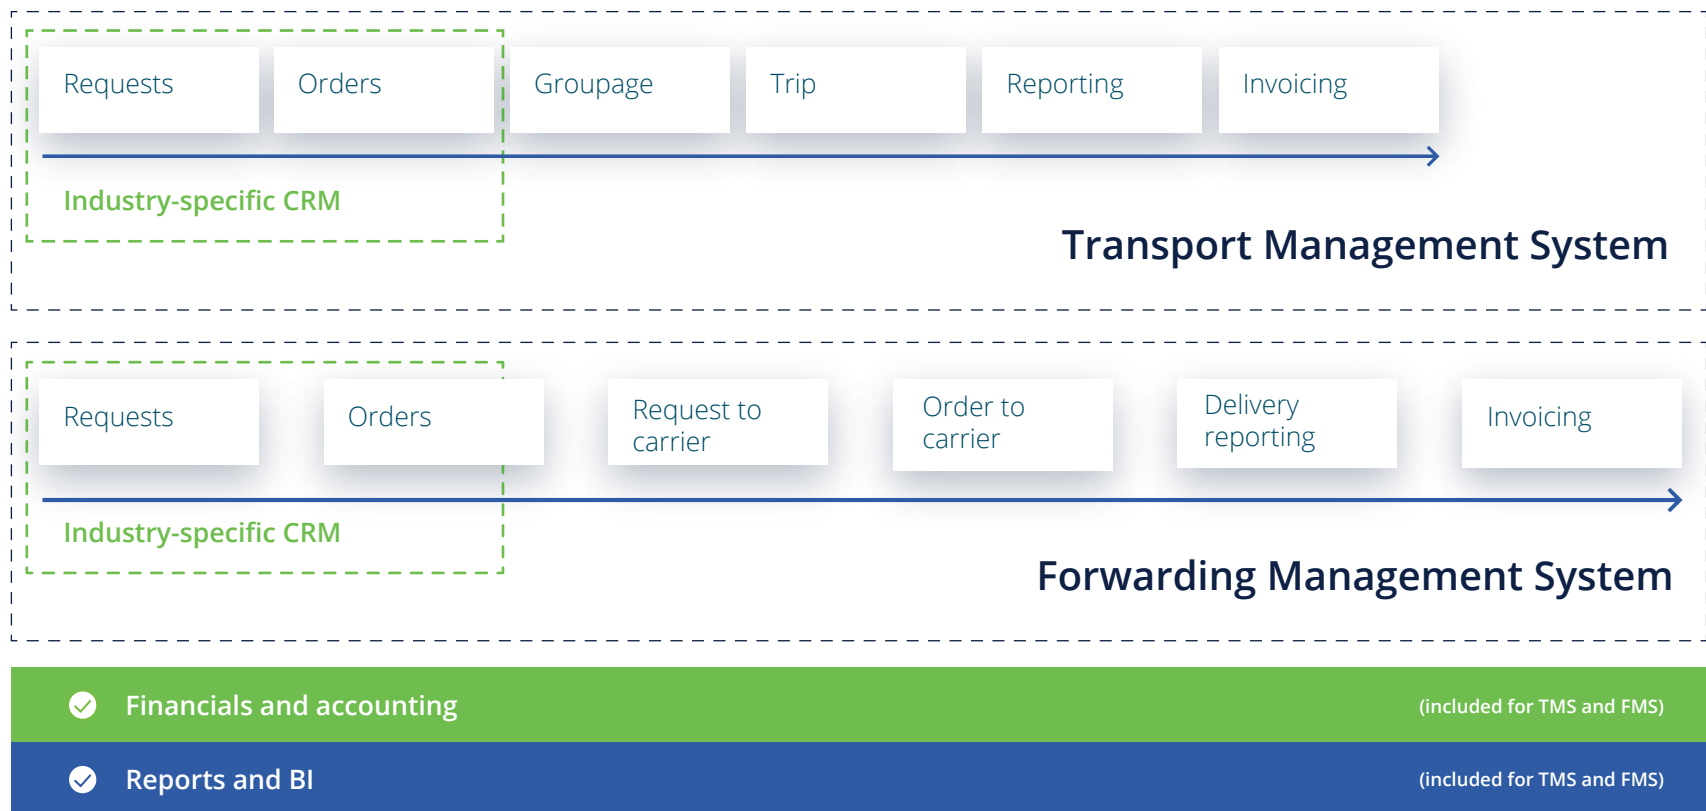 Requests
Orders
Groupage
Trip
Reporting
Invoicing
Industry-specific CRM
Transport Management System
Requests
Orders
Request to
carrier
Order to
carrier
Delivery
reporting
Invoicing
Industry-specific CRM
Forwarding Management System
Financials and accounting
(included for TMS and FMS)
Reports and BI
(included for TMS and FMS)